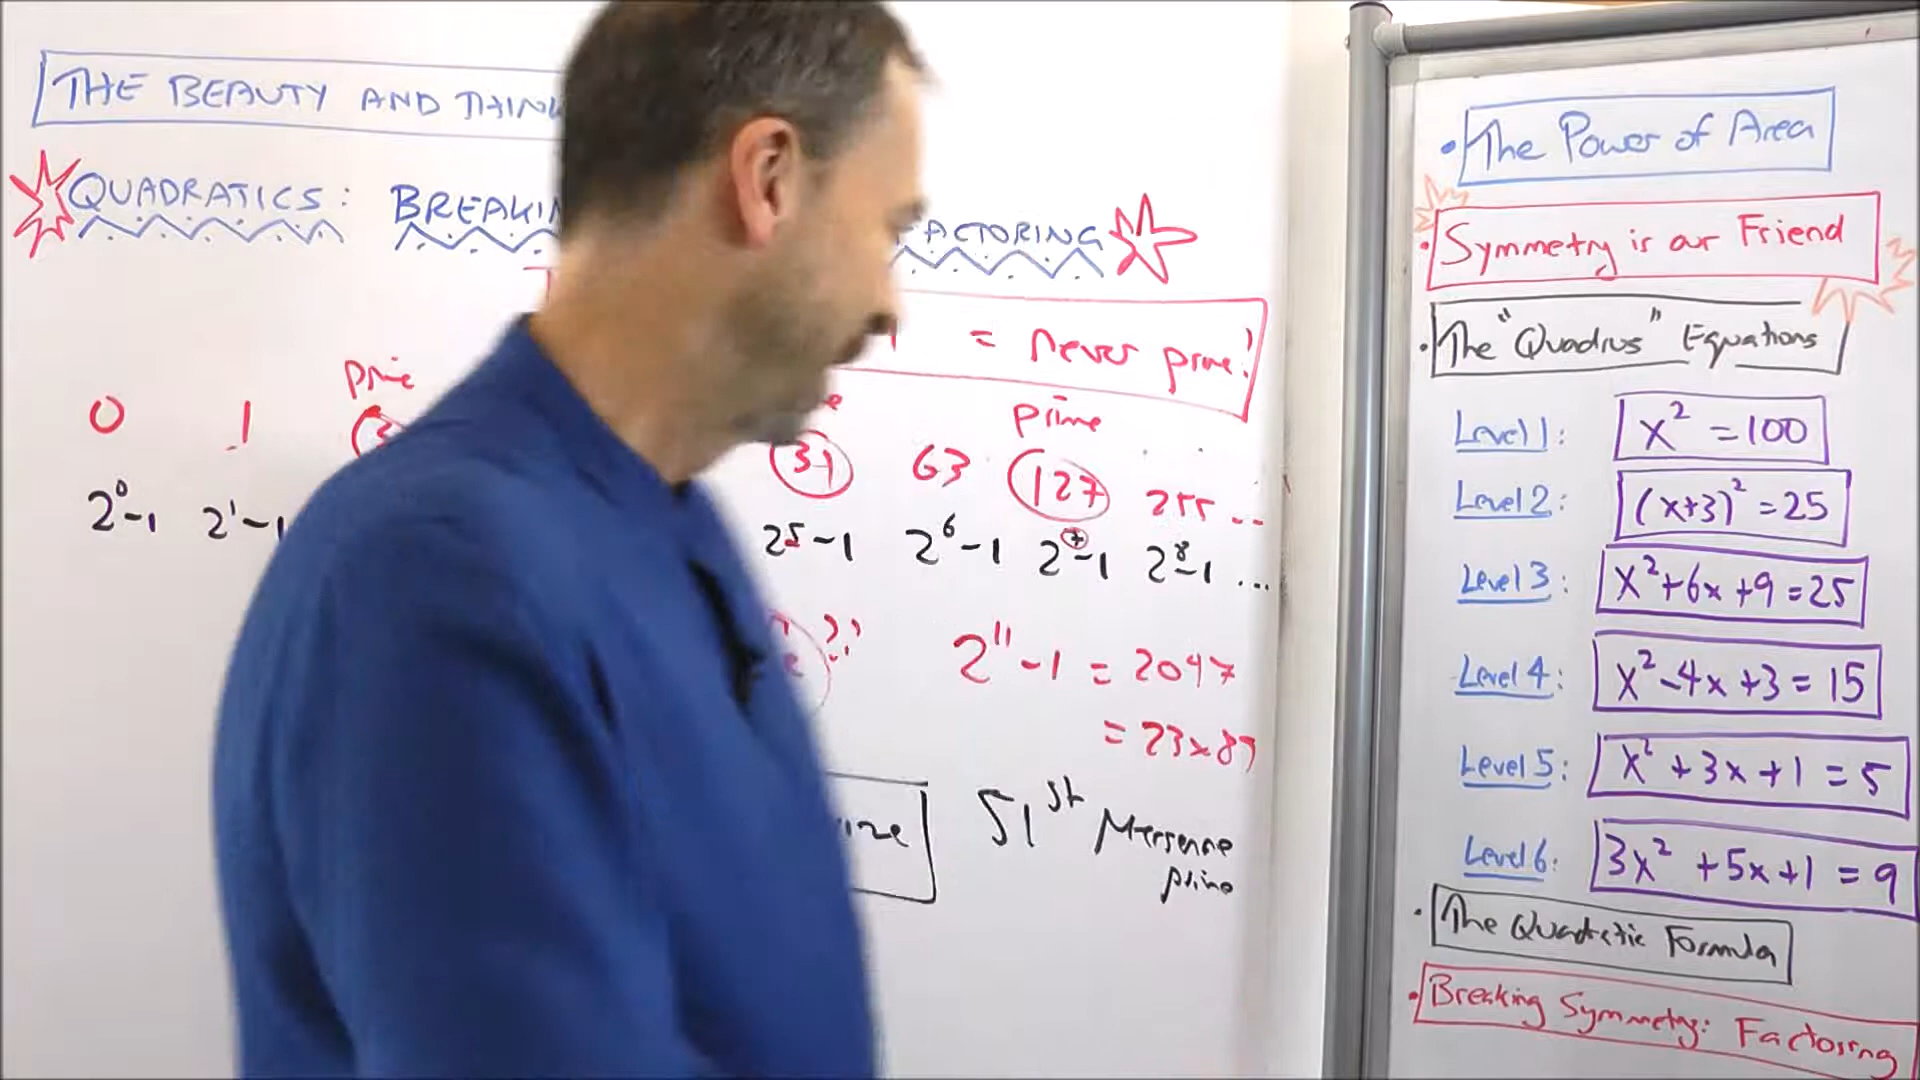 THE BEAUTY AND THINK
QUADRATICS: BREAKIN ACTORING
= never prime!
prime
prime
0 1 3 31 63 127 255 ..
2⁰-1 2¹-1 2⁵-1 2⁶-1 2⁷-1 2⁸-1 ...
??
2¹¹-1 = 2047
= 23x89
51st Mersenne
prime
• The Power of Area
• Symmetry is our Friend
• The "Quadrus" Equations
Level 1: x² = 100
Level 2: (x+3)² = 25
Level 3: x²+6x+9=25
Level 4: x²-4x+3=15
Level 5: x²+3x+1=5
Level 6: 3x²+5x+1=9
• The Quadratic Formula
• Breaking Symmetry: Factoring